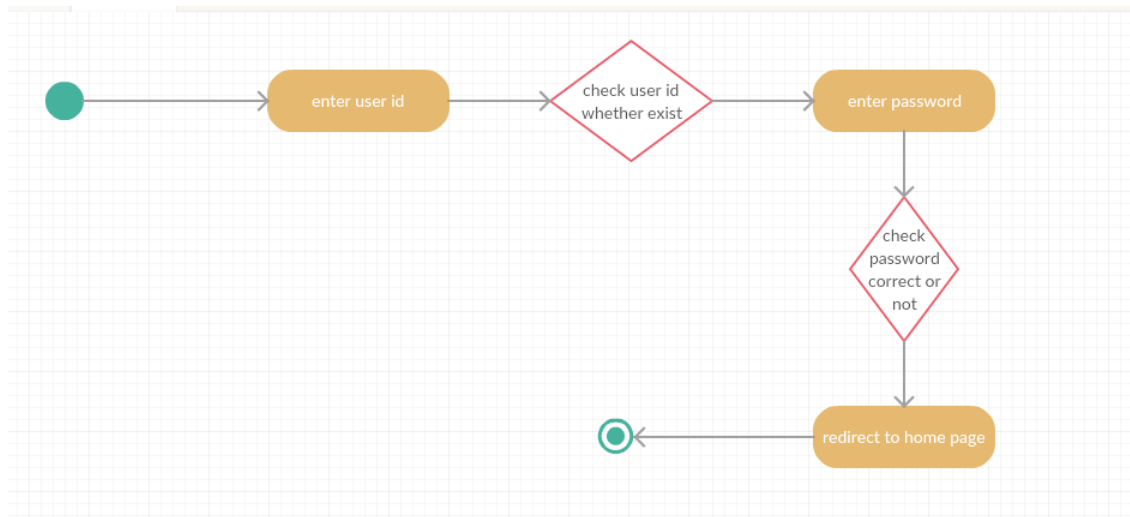 enter user id
check user id
whether exist
enter password
check
password
correct or
not
redirect to home page